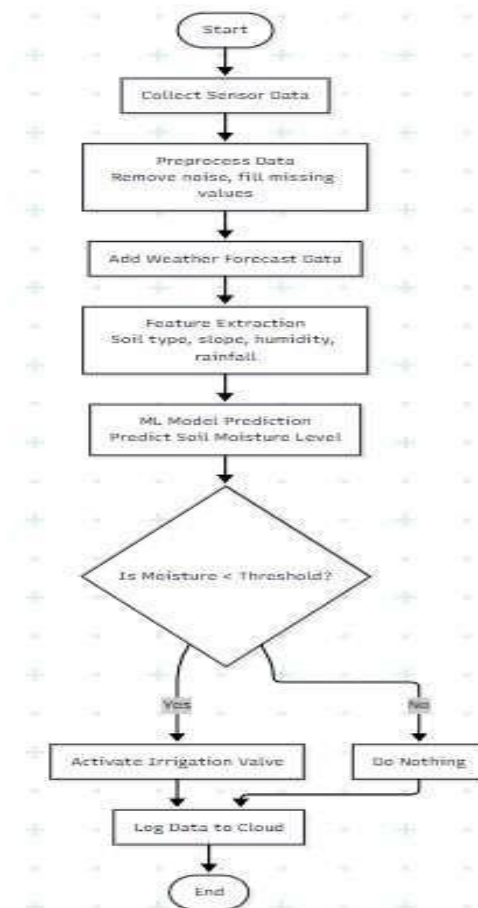 Start
Collect Sensor Data
Preprocess Data
Remove noise, fill missing
values
Add Weather Forecast Data
Feature Extraction
Soil type, slope, humidity,
rainfall
ML Model Prediction
Predict Soil Moisture Level
Is Moisture < Threshold?
Yes
No
Activate Irrigation Valve
Do Nothing
Log Data to Cloud
End